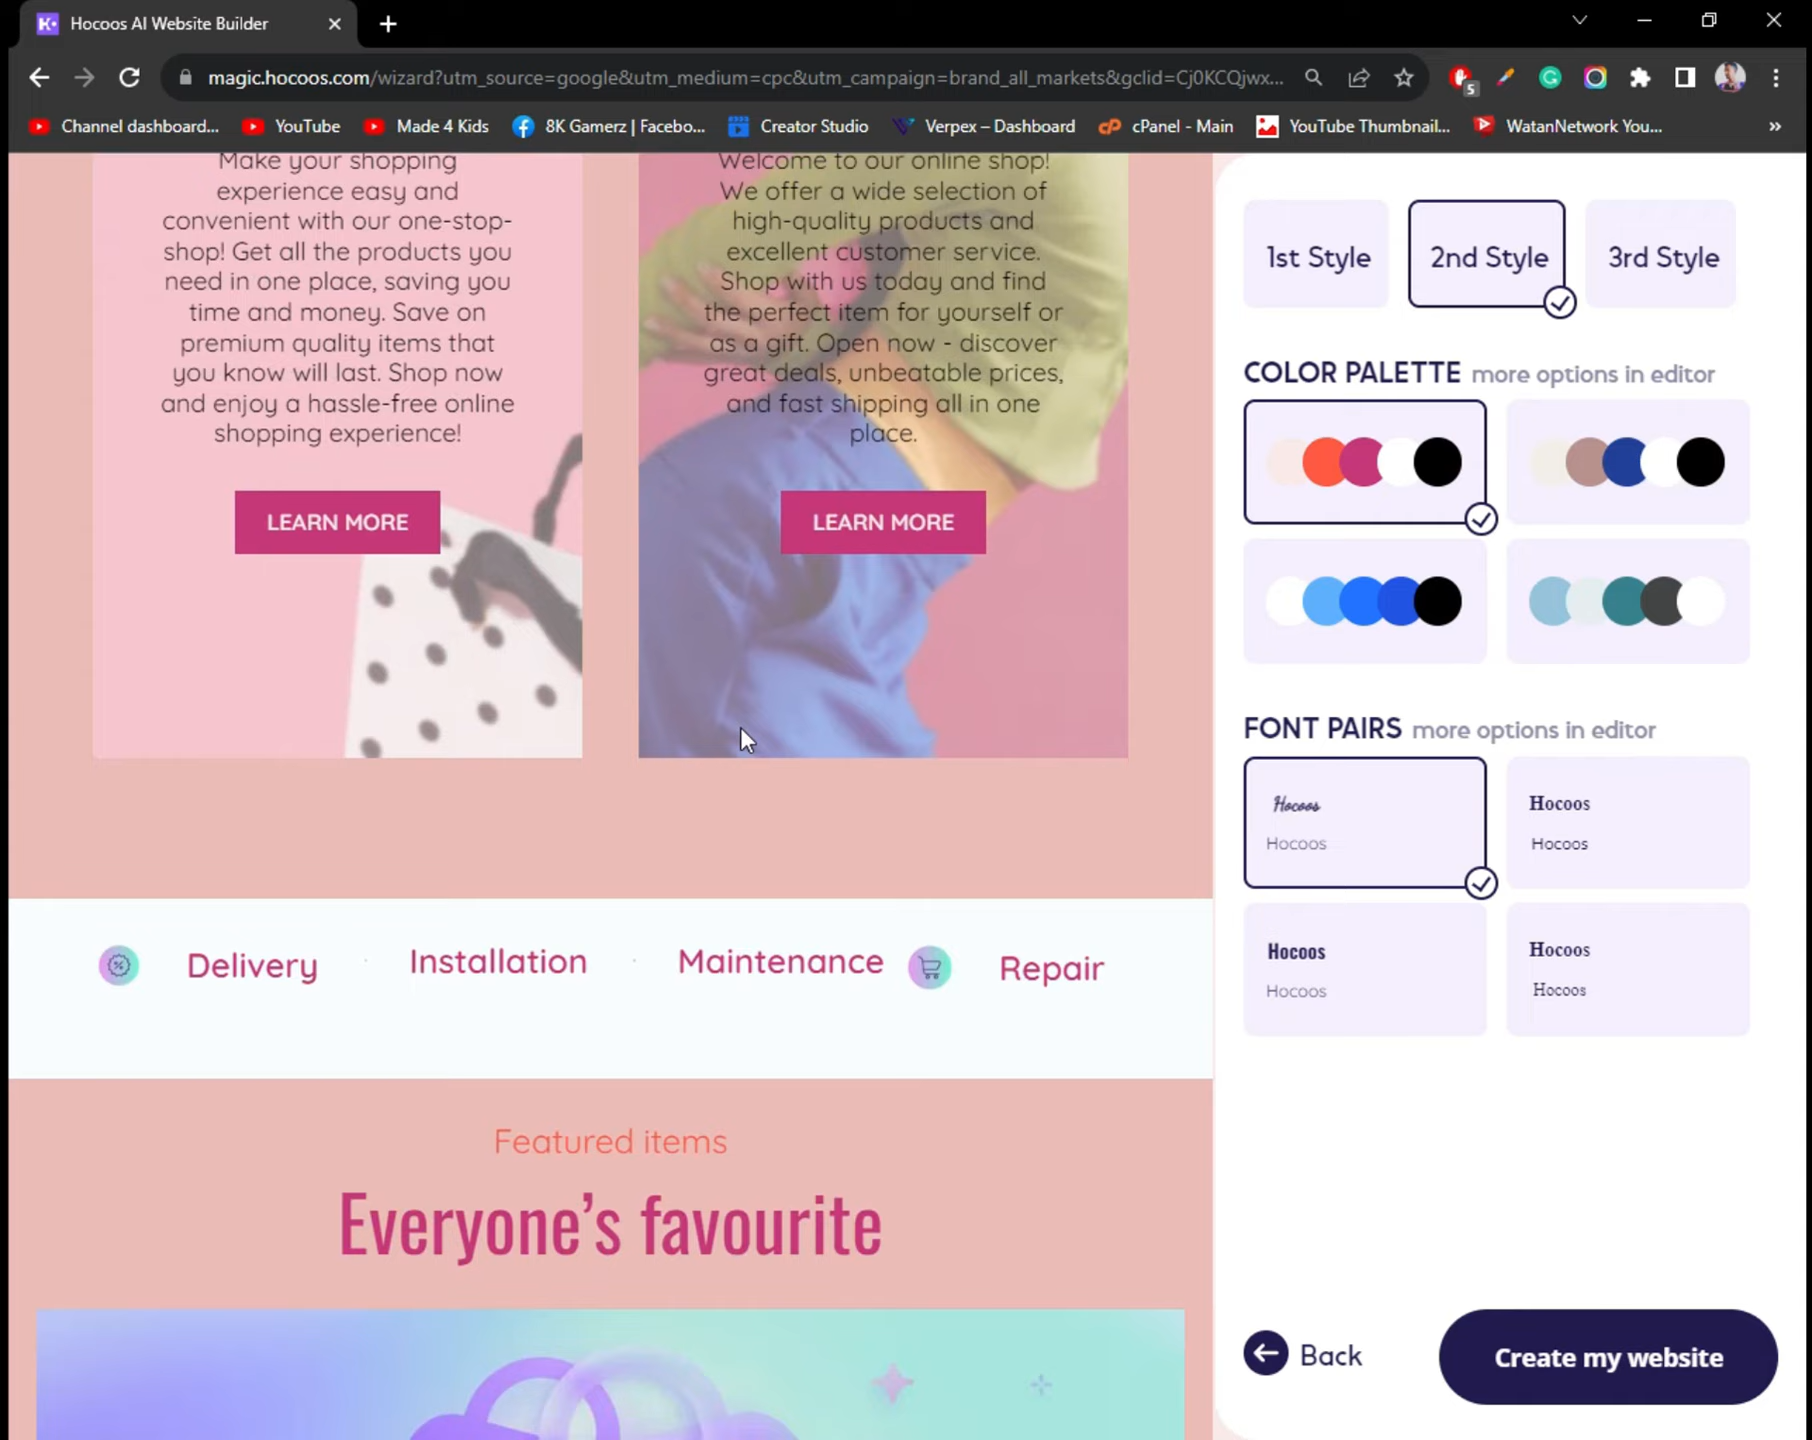 Hocoos AI Website Builder
magic.hocoos.com/wizard?utm_source=google&utm_medium=cpc&utm_campaign=brand_all_markets&gclid=Cj0KCQjwx...
5
Channel dashboard...
YouTube
Made 4 Kids
8K Gamerz | Facebo...
Creator Studio
Verpex – Dashboard
cPanel - Main
YouTube Thumbnail...
WatanNetwork You...
Make your shopping
experience easy and
convenient with our one-stop-
shop! Get all the products you
need in one place, saving you
time and money. Save on
premium quality items that
you know will last. Shop now
and enjoy a hassle-free online
shopping experience!
LEARN MORE
Welcome to our online shop!
We offer a wide selection of
high-quality products and
excellent customer service.
Shop with us today and find
the perfect item for yourself or
as a gift. Open now - discover
great deals, unbeatable prices,
and fast shipping all in one
place.
LEARN MORE
Delivery
Installation
Maintenance
Repair
Featured items
Everyone’s favourite
1st Style
2nd Style
3rd Style
COLOR PALETTE more options in editor
FONT PAIRS more options in editor
Hocoos
Hocoos
Hocoos
Hocoos
Hocoos
Hocoos
Hocoos
Hocoos
Back
Create my website